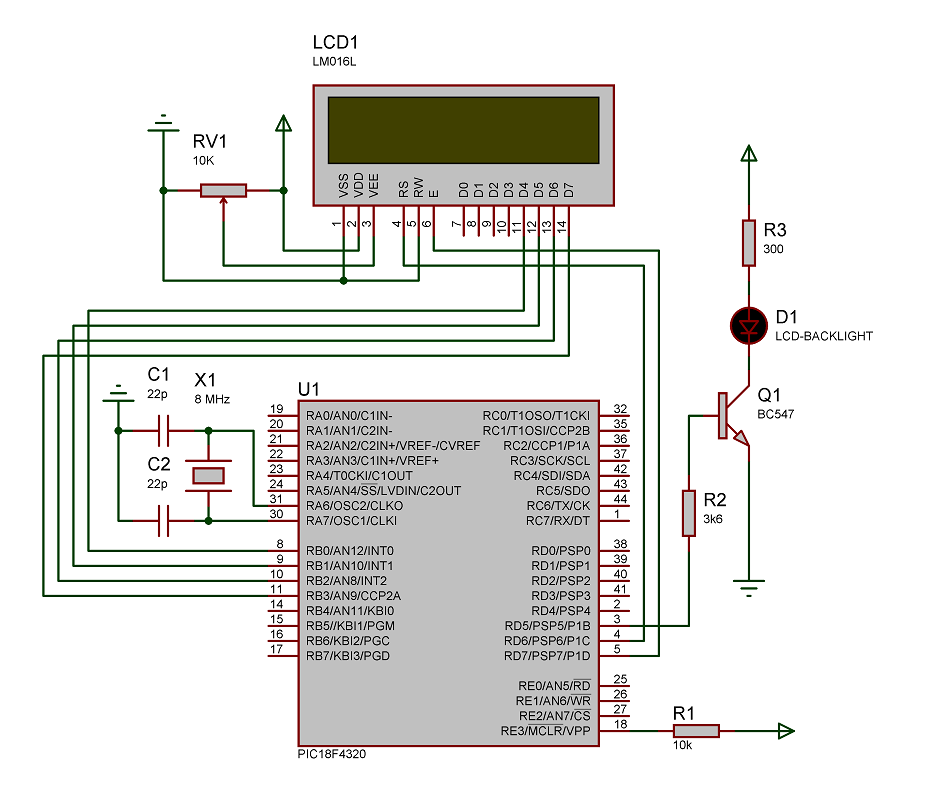 LCD1
LM016L
RV1
10K
VSS
VDD
VEE
RS
RW
E
D0
D1
D2
D3
D4
D5
D6
D7
1
2
3
4
5
6
7
8
9
10
11
12
13
14
R3
300
D1
LCD-BACKLIGHT
Q1
BC547
R2
3k6
C1
22p
X1
8 MHz
C2
22p
U1
19 RA0/AN0/C1IN-
20 RA1/AN1/C2IN-
21 RA2/AN2/C2IN+/VREF-/CVREF
22 RA3/AN3/C1IN+/VREF+
23 RA4/T0CKI/C1OUT
24 RA5/AN4/SS/LVDIN/C2OUT
31 RA6/OSC2/CLKO
30 RA7/OSC1/CLKI
8 RB0/AN12/INT0
9 RB1/AN10/INT1
10 RB2/AN8/INT2
11 RB3/AN9/CCP2A
14 RB4/AN11/KBI0
15 RB5//KBI1/PGM
16 RB6/KBI2/PGC
17 RB7/KBI3/PGD
RC0/T1OSO/T1CKI 32
RC1/T1OSI/CCP2B 35
RC2/CCP1/P1A 36
RC3/SCK/SCL 37
RC4/SDI/SDA 42
RC5/SDO 43
RC6/TX/CK 44
RC7/RX/DT 1
RD0/PSP0 38
RD1/PSP1 39
RD2/PSP2 40
RD3/PSP3 41
RD4/PSP4 2
RD5/PSP5/P1B 3
RD6/PSP6/P1C 4
RD7/PSP7/P1D 5
RE0/AN5/RD 25
RE1/AN6/WR 26
RE2/AN7/CS 27
RE3/MCLR/VPP 18
R1
10k
PIC18F4320